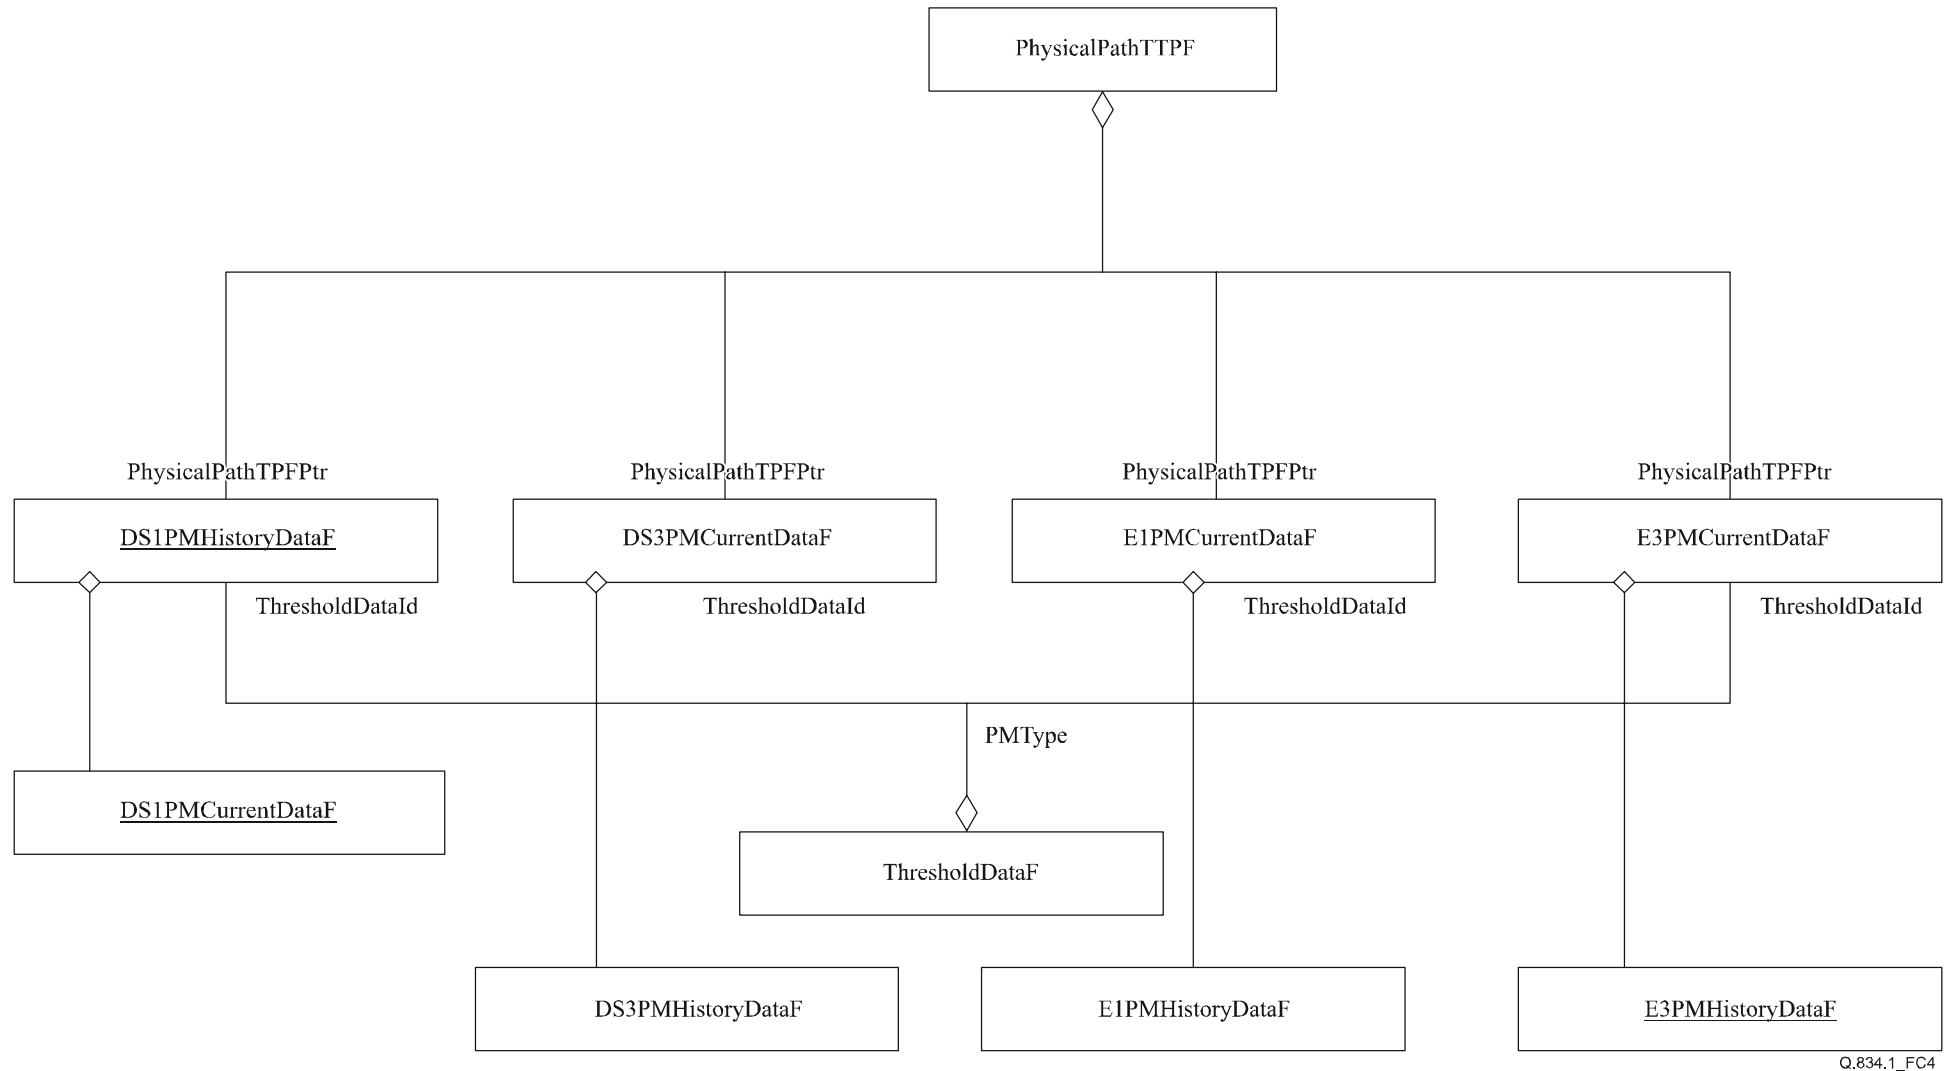 PhysicalPathTTPF
PhysicalPathTPFPtr
PhysicalPathTPFPtr
PhysicalPathTPFPtr
PhysicalPathTPFPtr
DS1PMHistoryDataF
DS3PMCurrentDataF
E1PMCurrentDataF
E3PMCurrentDataF
ThresholdDataId
ThresholdDataId
ThresholdDataId
ThresholdDataId
PMType
DS1PMCurrentDataF
ThresholdDataF
DS3PMHistoryDataF
E1PMHistoryDataF
E3PMHistoryDataF
Q.834.1_FC4